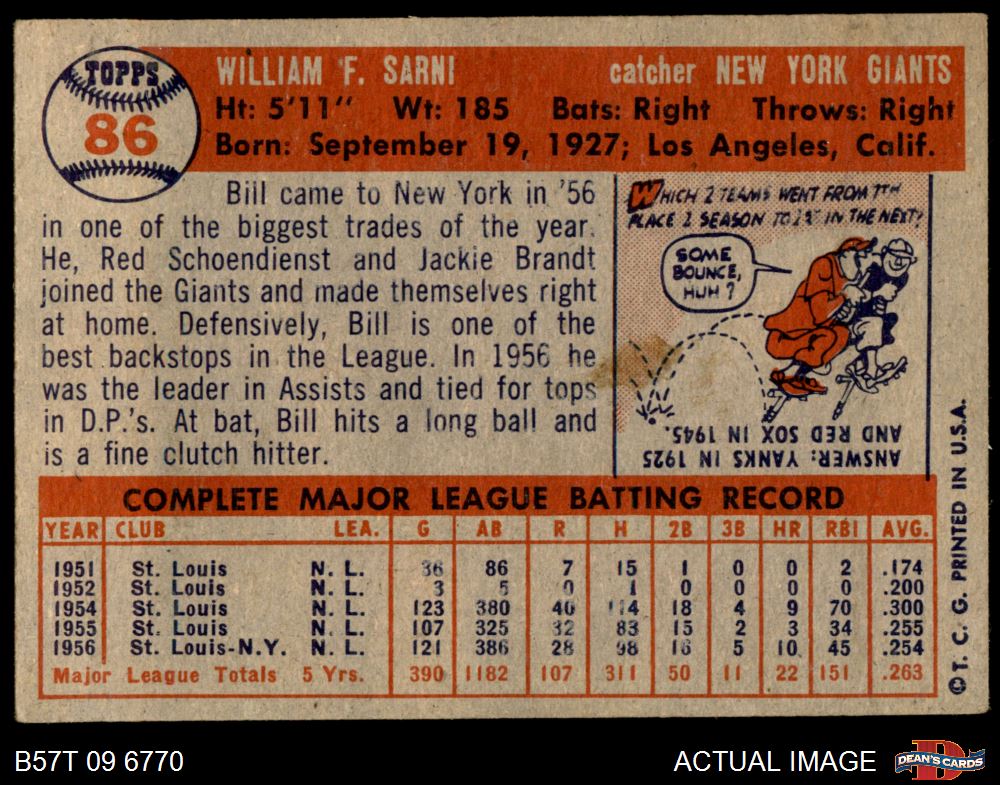 TOPPS
86
WILLIAM F. SARNI catcher NEW YORK GIANTS
Ht: 5'11" Wt: 185 Bats: Right Throws: Right
Born: September 19, 1927; Los Angeles, Calif.
Bill came to New York in '56
in one of the biggest trades of the year.
He, Red Schoendienst and Jackie Brandt
joined the Giants and made themselves right
at home. Defensively, Bill is one of the
best backstops in the League. In 1956 he
was the leader in Assists and tied for tops
in D.P.'s. At bat, Bill hits a long ball and
is a fine clutch hitter.
WHICH 2 TEAMS WENT FROM 7TH
PLACE 1 SEASON TO 1ST IN THE NEXT?
SOME
BOUNCE,
HUH?
ANSWER: YANKS IN 1925
AND RED SOX IN 1945.
COMPLETE MAJOR LEAGUE BATTING RECORD
YEAR CLUB LEA. G AB R H 2B 3B HR RBI AVG.
1951 St. Louis N. L. 36 86 7 15 1 0 0 2 .174
1952 St. Louis N. L. 3 5 0 1 0 0 0 0 .200
1954 St. Louis N. L. 123 380 40 114 18 4 9 70 .300
1955 St. Louis N. L. 107 325 32 83 15 2 3 34 .255
1956 St. Louis-N.Y. N. L. 121 386 28 98 16 5 10 45 .254
Major League Totals 5 Yrs. 390 1182 107 311 50 11 22 151 .263
© T. C. G. PRINTED IN U.S.A.
B57T 09 6770 ACTUAL IMAGE DEAN'S CARDS